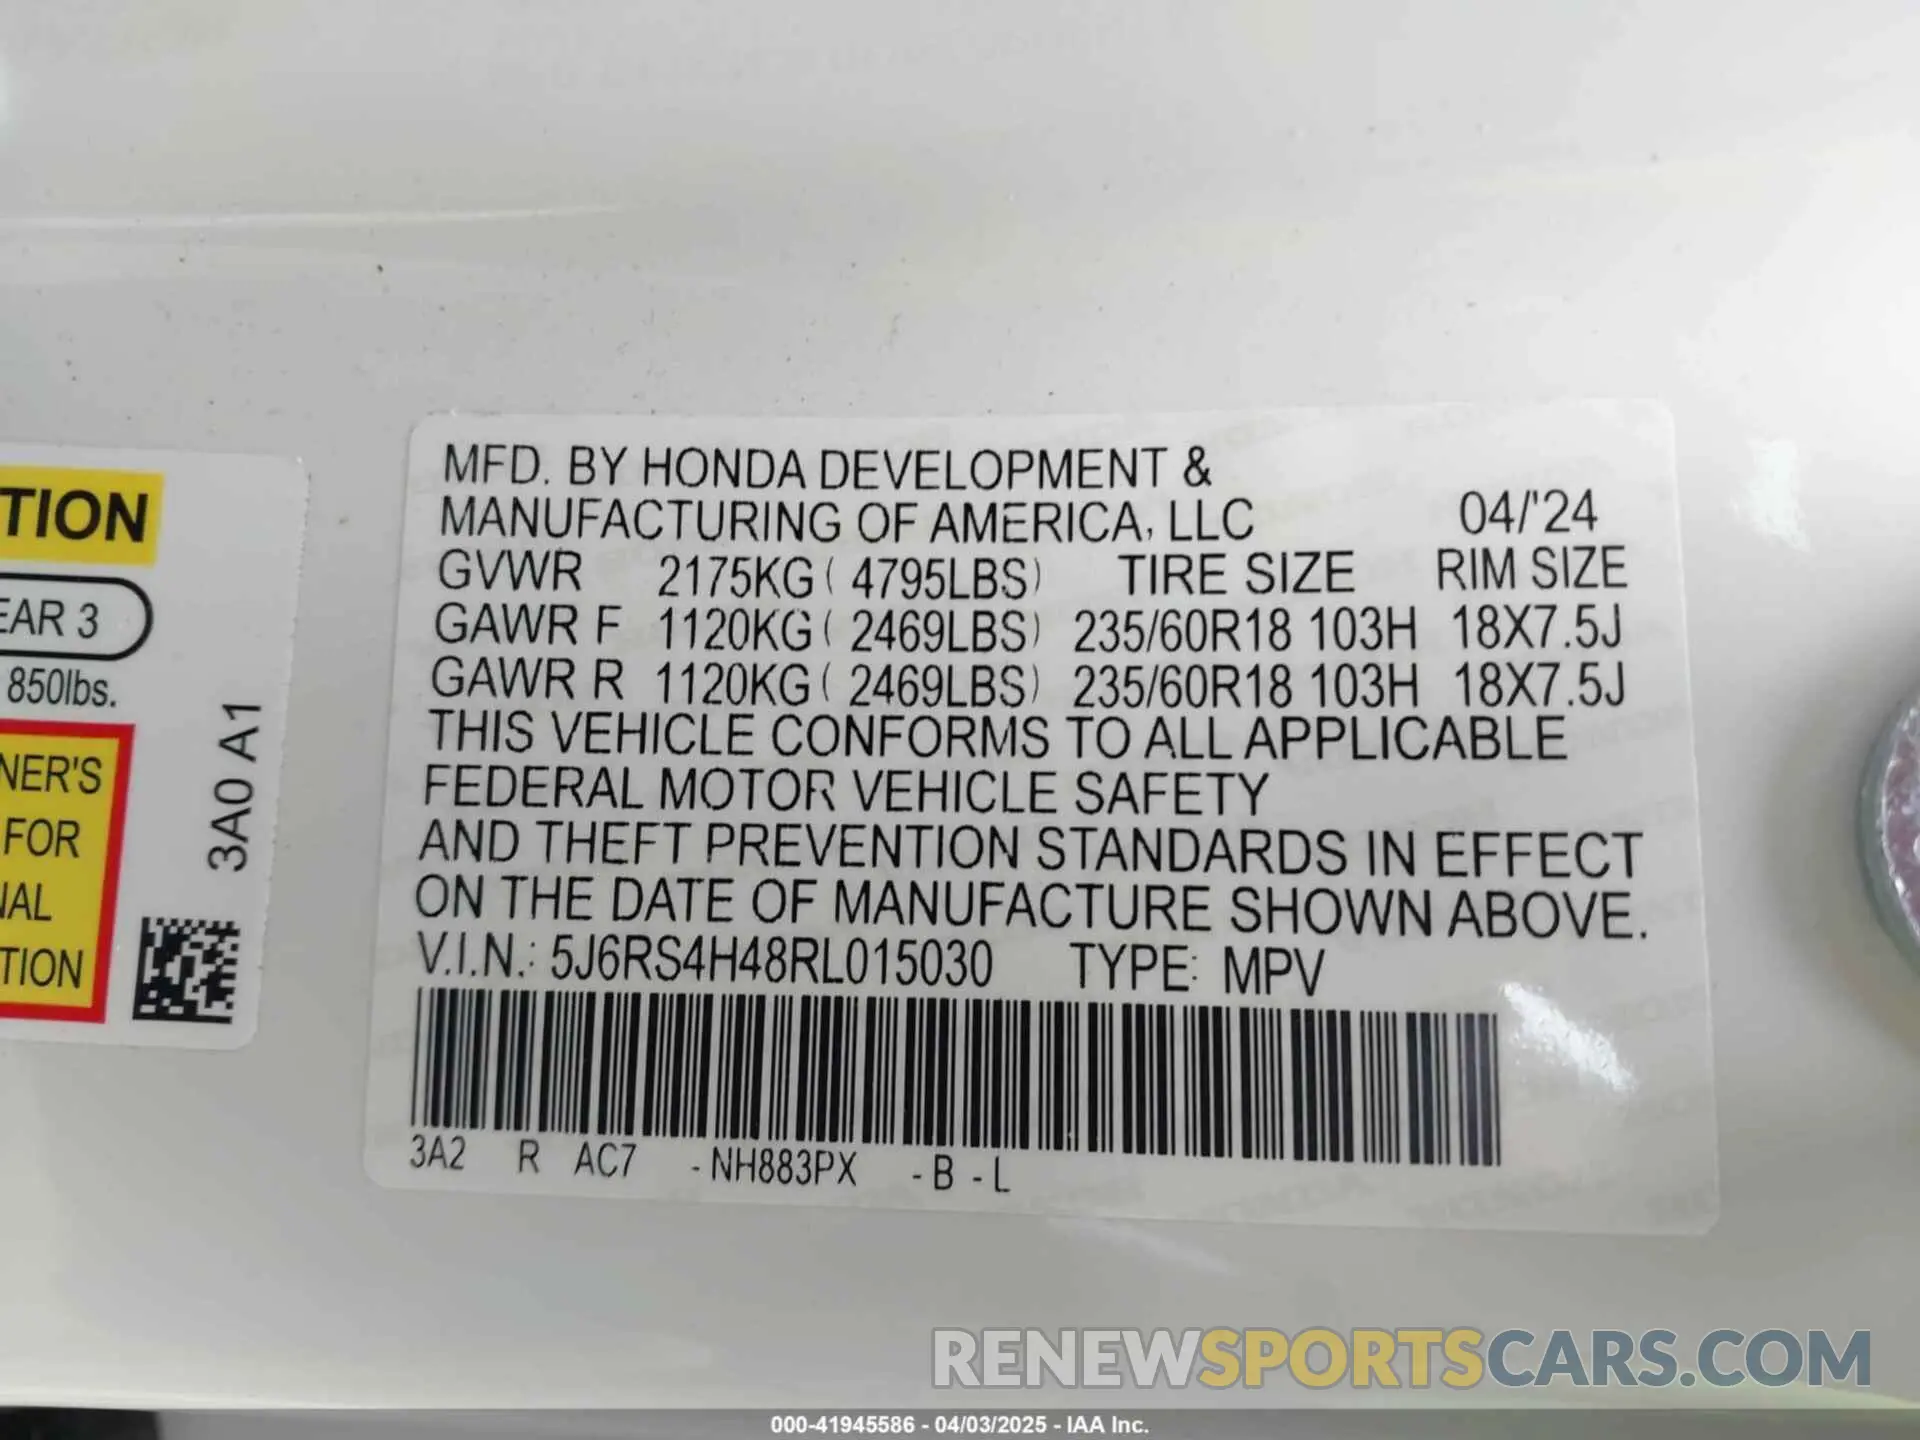 TION
EAR 3
850lbs.
NER'S
FOR
NAL
TION
3A0 A1
MFD. BY HONDA DEVELOPMENT &
MANUFACTURING OF AMERICA, LLC 04/'24
GVWR 2175KG ( 4795LBS) TIRE SIZE RIM SIZE
GAWR F 1120KG ( 2469LBS) 235/60R18 103H 18X7.5J
GAWR R 1120KG ( 2469LBS) 235/60R18 103H 18X7.5J
THIS VEHICLE CONFORMS TO ALL APPLICABLE
FEDERAL MOTOR VEHICLE SAFETY
AND THEFT PREVENTION STANDARDS IN EFFECT
ON THE DATE OF MANUFACTURE SHOWN ABOVE.
V.I.N.: 5J6RS4H48RL015030 TYPE: MPV
3A2 R AC7 -NH883PX -B -L
RENEWSPORTSCARS.COM
000-41945586 - 04/03/2025 - IAA Inc.